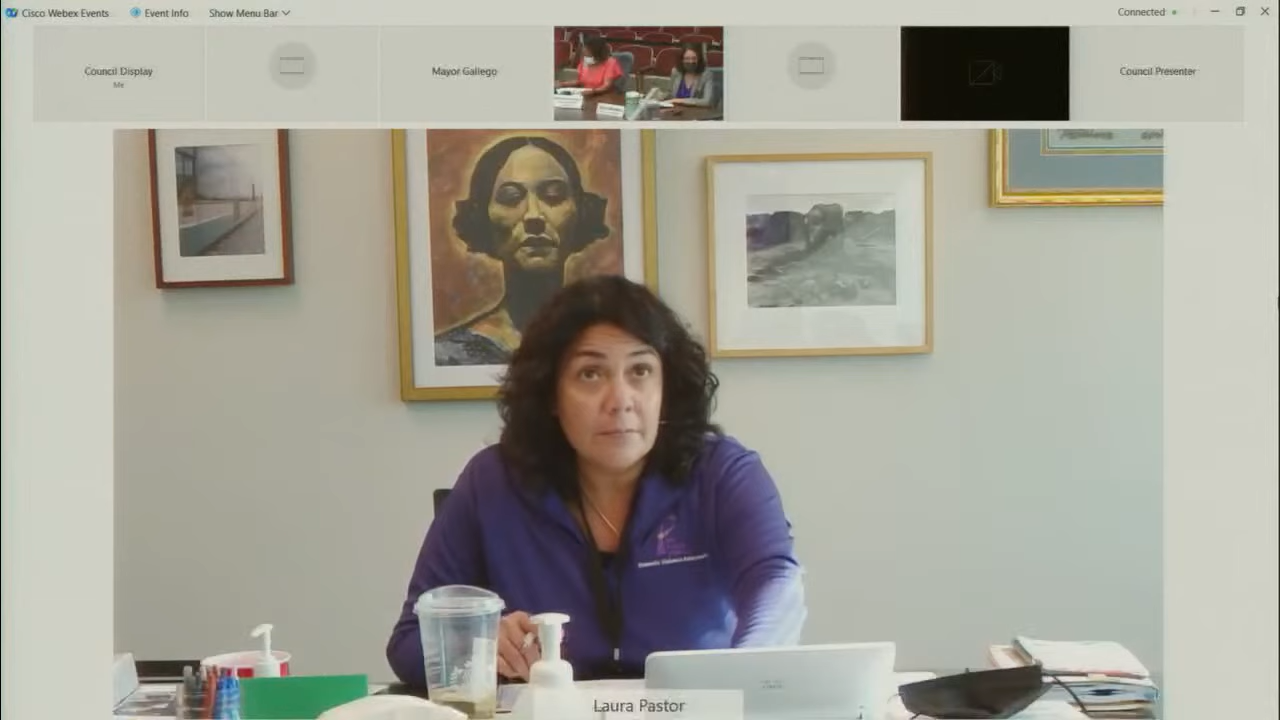 Cisco Webex Events
Event Info
Show Menu Bar
Connected
Council Display
Me
Mayor Gallego
Council Presenter
Laura Pastor